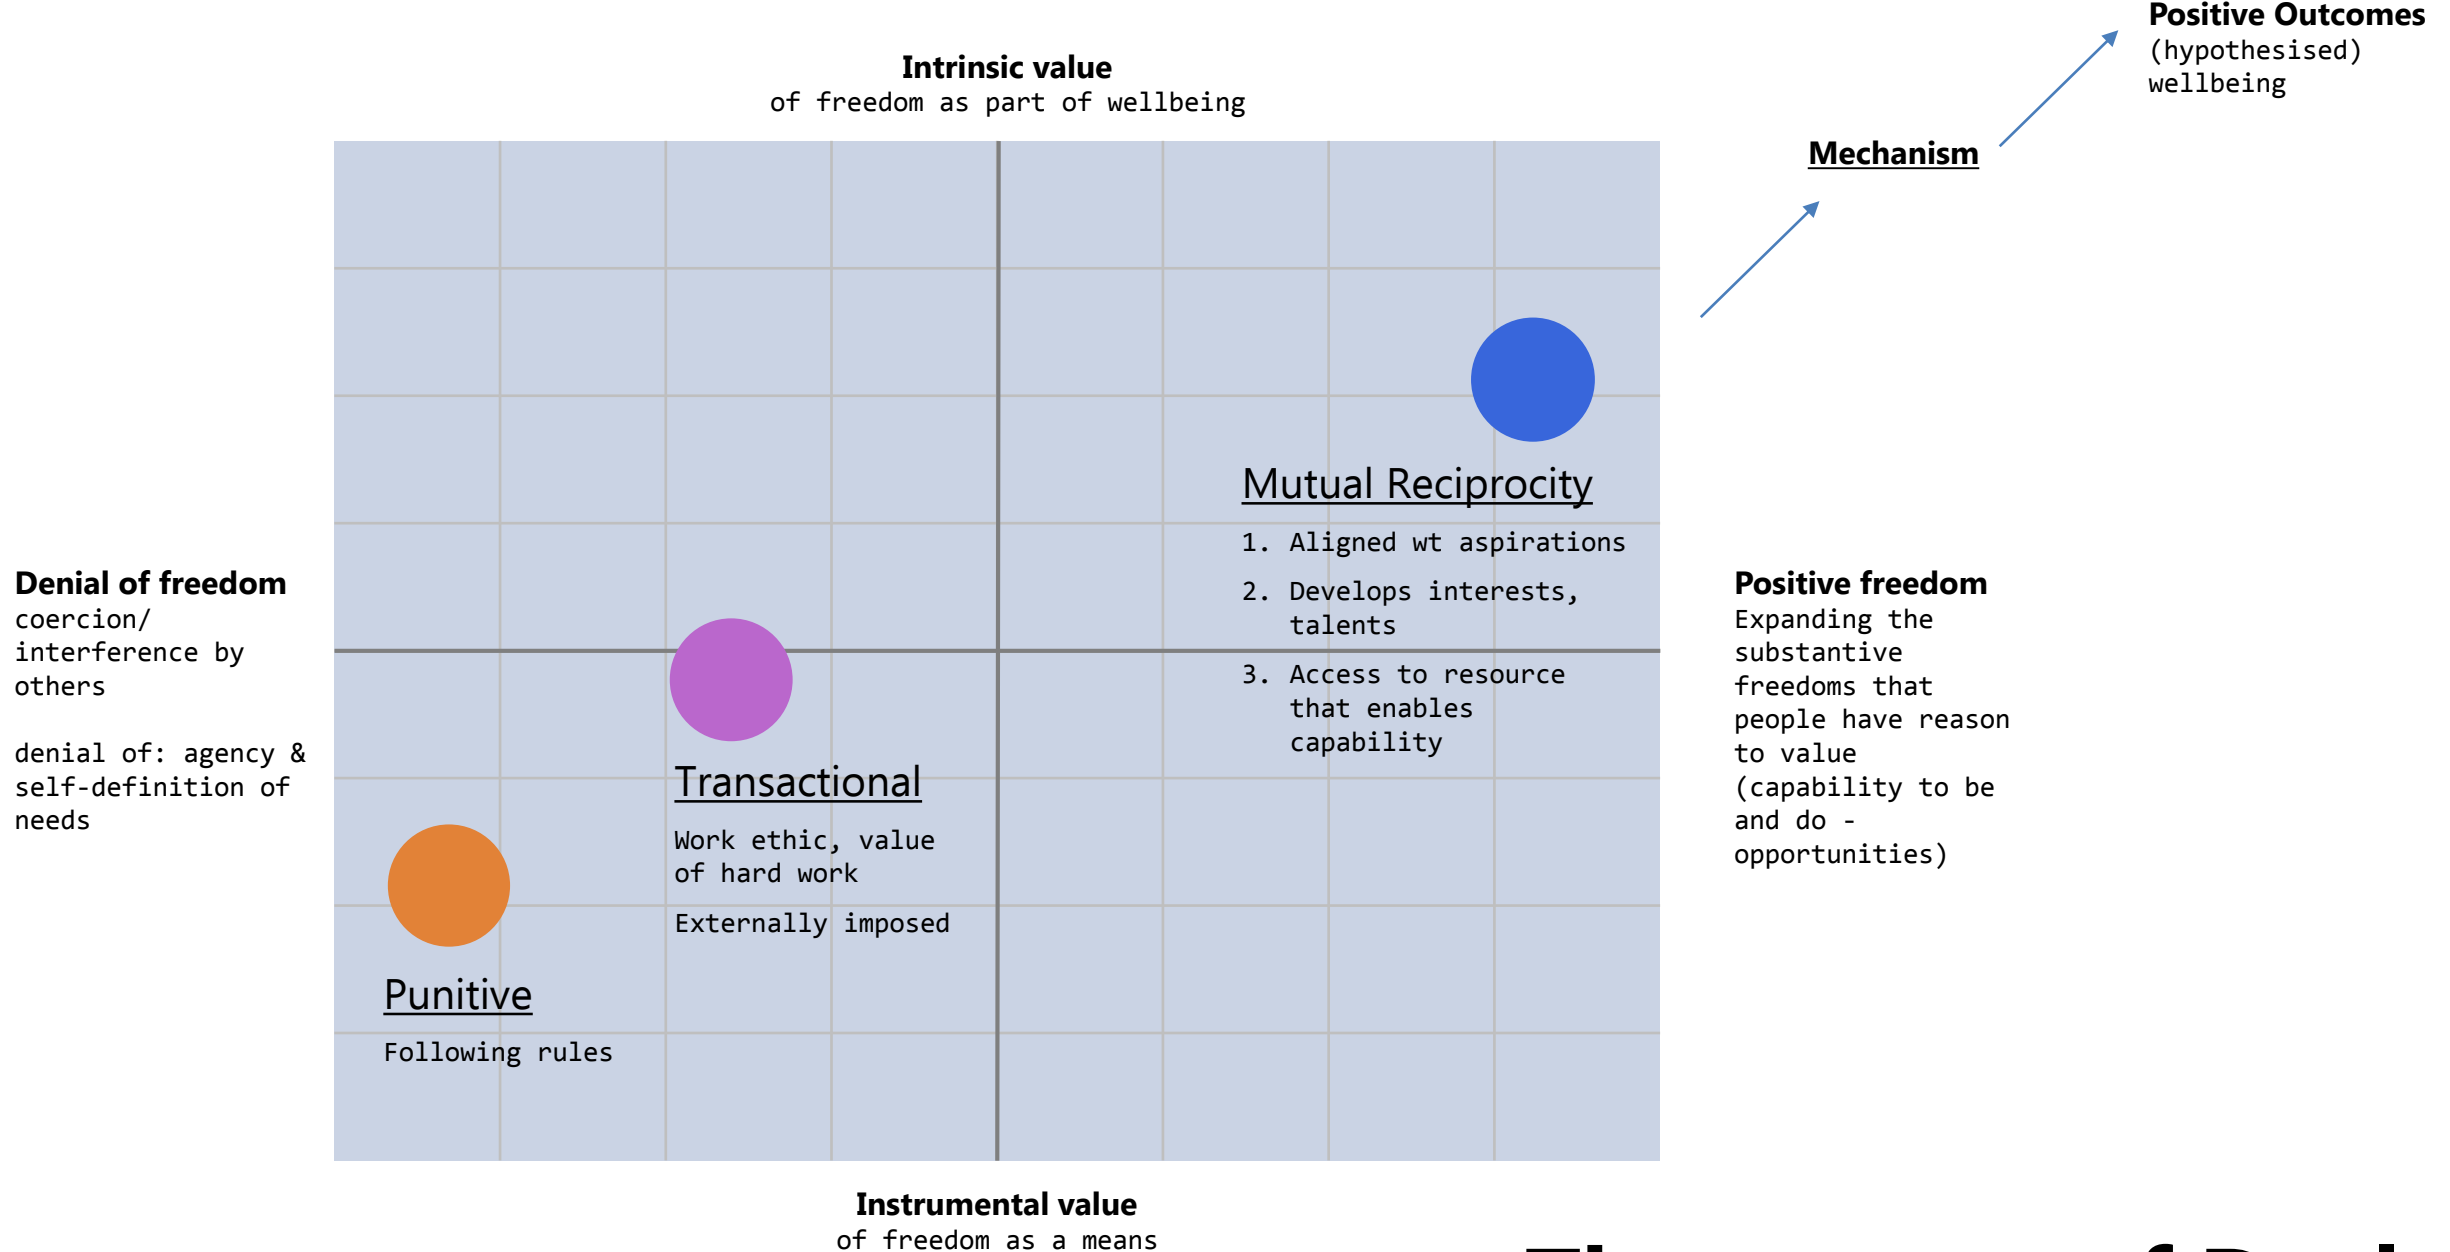 Positive Outcomes
(hypothesised)
wellbeing
Intrinsic value
of freedom as part of wellbeing
Mechanism
Mutual Reciprocity
1. Aligned wt aspirations
2. Develops interests,
talents
3. Access to resource
that enables
capability
Denial of freedom
coercion/
interference by
others
denial of: agency &
self-definition of
needs
Positive freedom
Expanding the
substantive
freedoms that
people have reason
to value
(capability to be
and do -
opportunities)
Transactional
Work ethic, value
of hard work
Externally imposed
Punitive
Following rules
Instrumental value
of freedom as a means